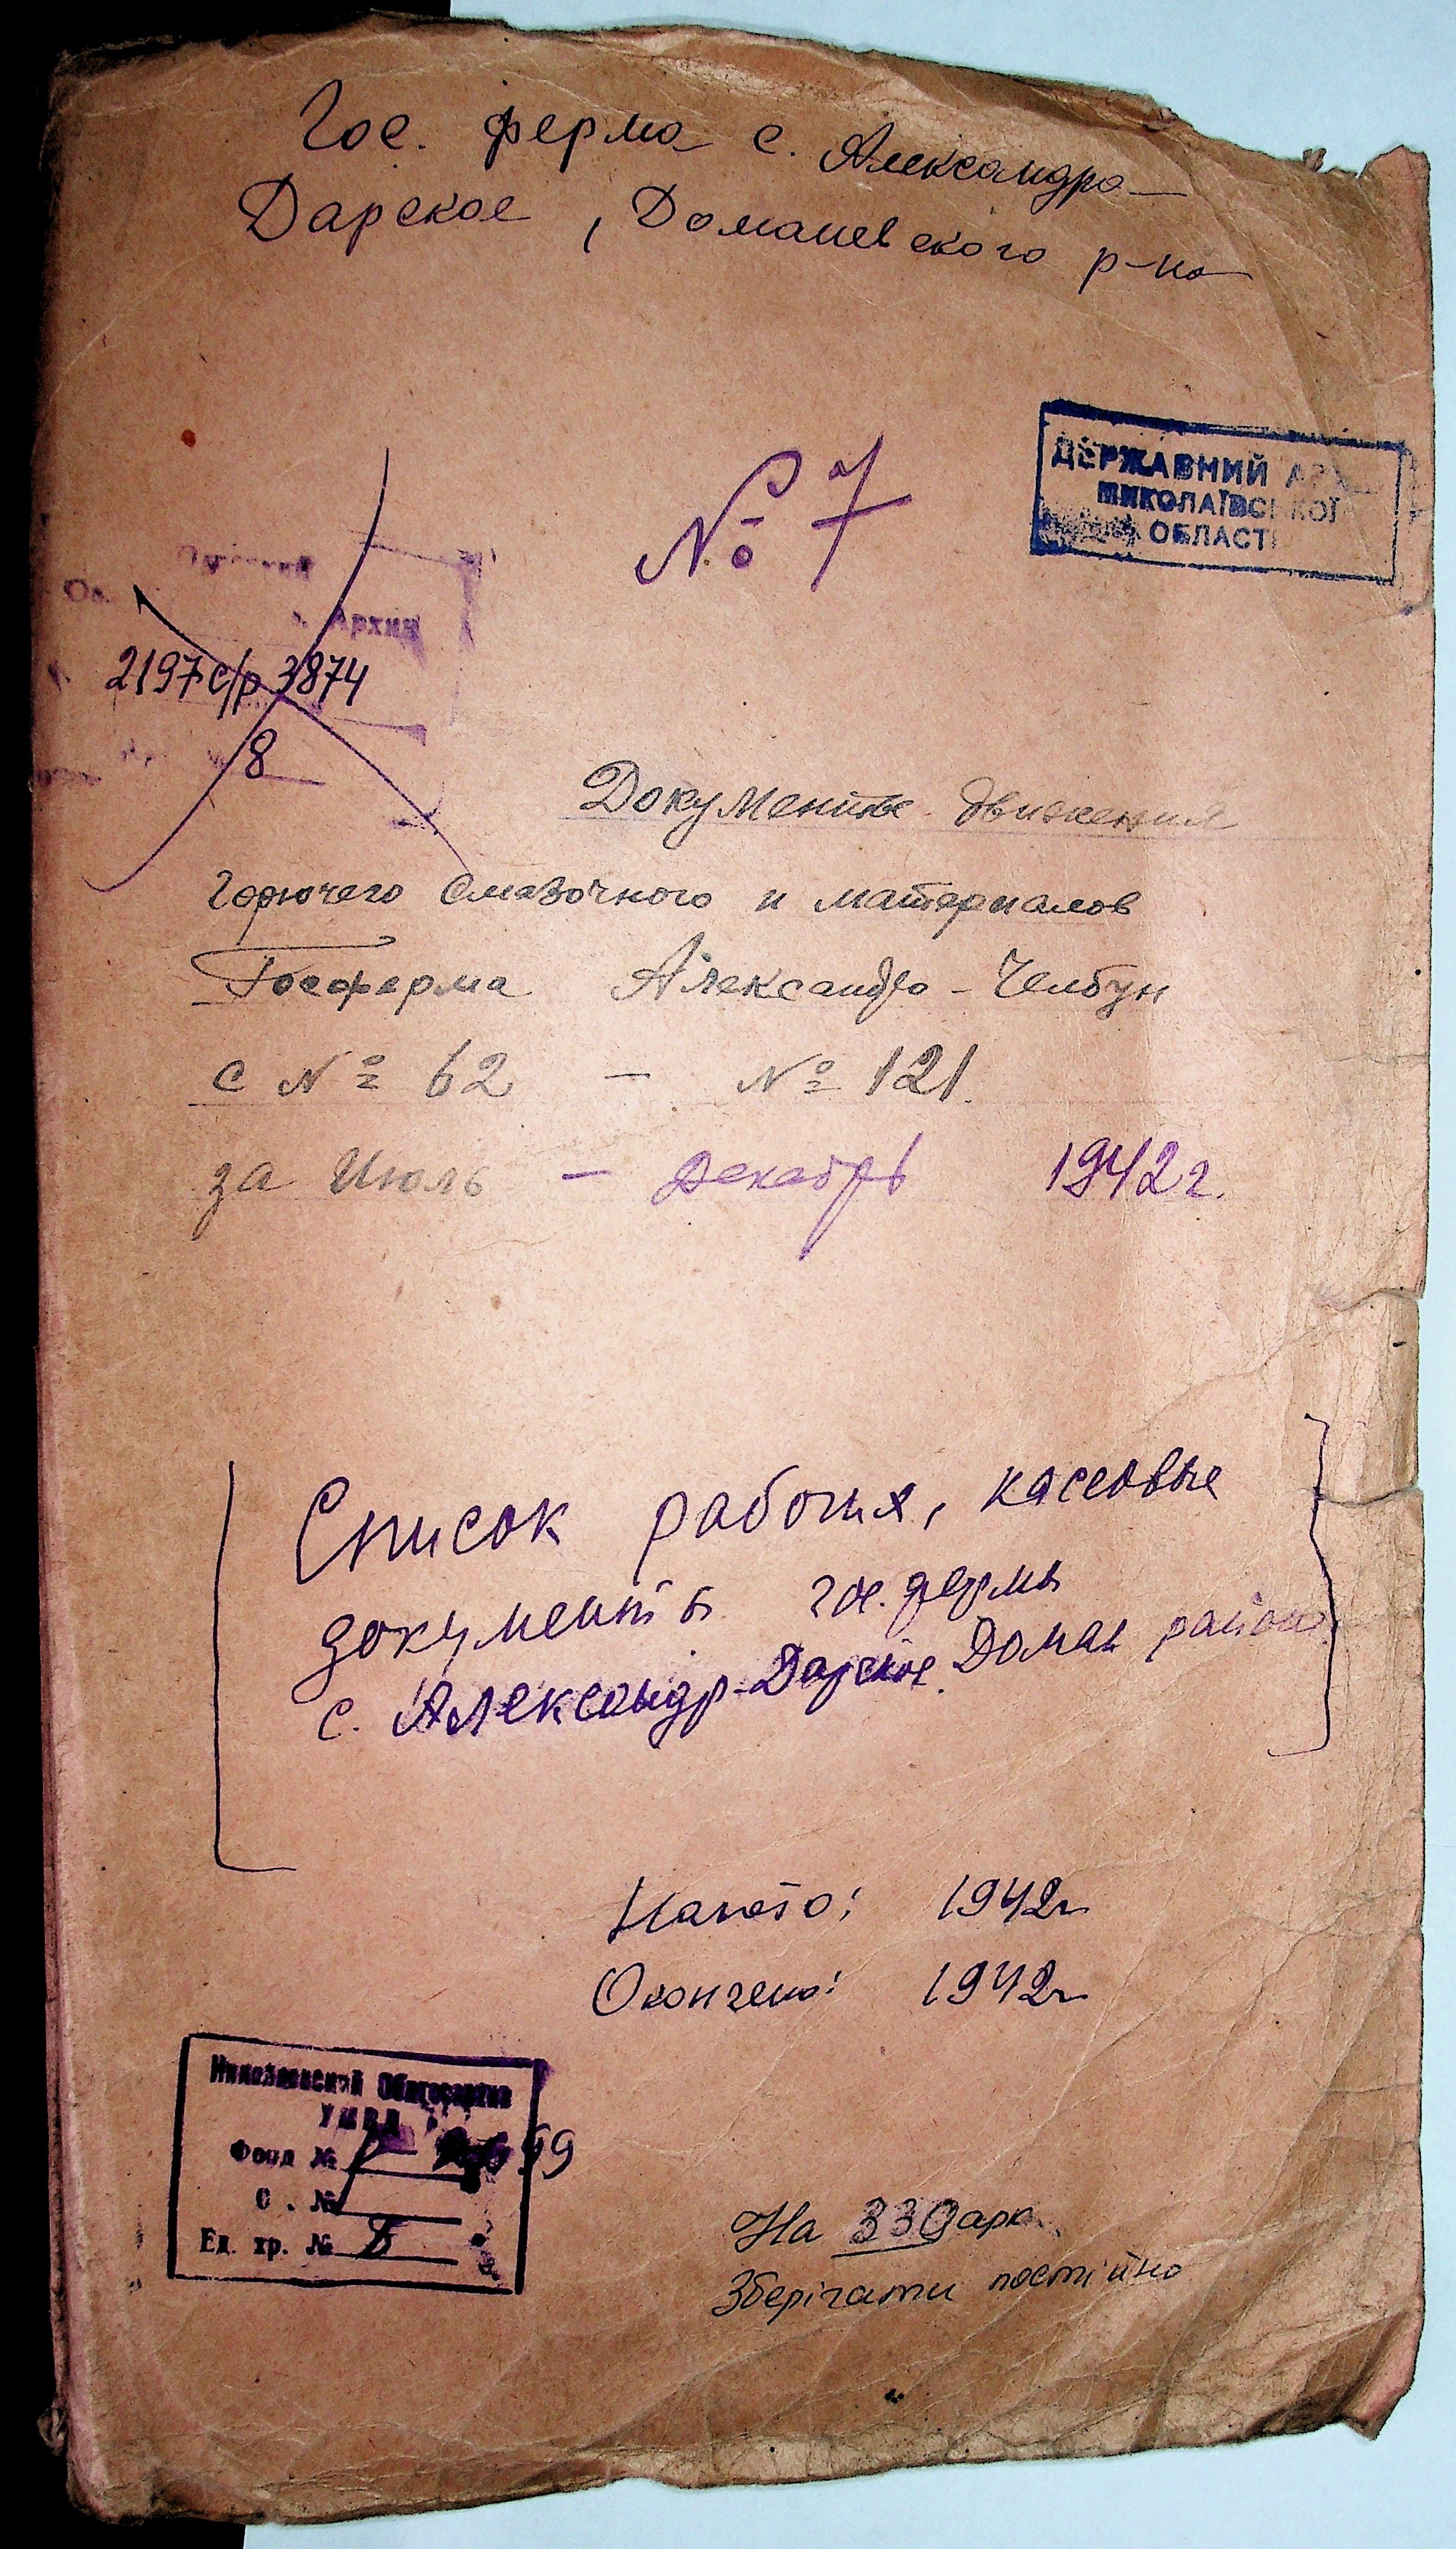 Гос. ферма с. Александро-
Дарское, Доманевского р-на
№ 7
ДЕРЖАВНИЙ
МИКОЛАЇВСЬКОЇ
ОБЛАСТІ
Архив
2197 с/р 3874
8
Документы движения
Горючего смазочного и материалов
Госферма Александро-
с № 62 - № 121.
за Июль - Декабрь 1942 г.
Список рабочих, кассовые
документы гос. фермы
с. Александр-Дарское. Доман района
Начато: 1942 г
Окончено: 1942 г
Николаевский Облгосархив
УМВД
Фонд № 99
О . №
Ед. хр. №
На 330 арк.
Зберігати постійно